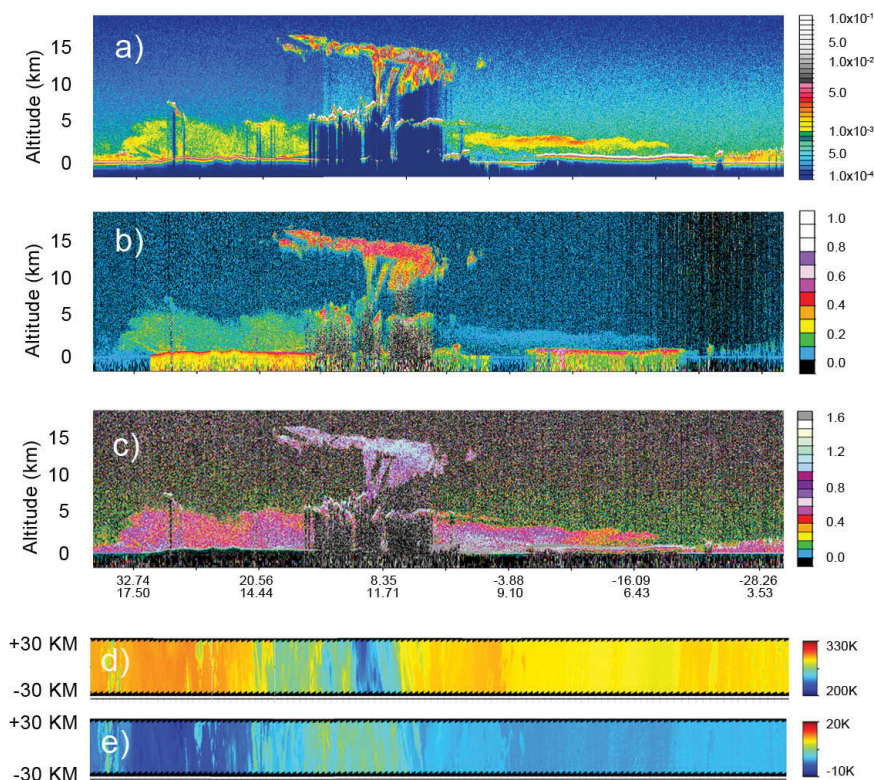 a)
Altitude (km)
15
10
5
0
1.0x10⁻¹
5.0
1.0x10⁻²
5.0
1.0x10⁻³
5.0
1.0x10⁻⁴
b)
Altitude (km)
15
10
5
0
1.0
0.8
0.6
0.4
0.2
0.0
c)
Altitude (km)
15
10
5
0
1.6
1.2
0.8
0.4
0.0
32.74 20.56 8.35 -3.88 -16.09 -28.26
17.50 14.44 11.71 9.10 6.43 3.53
d)
+30 KM
-30 KM
330K
200K
e)
+30 KM
-30 KM
20K
-10K